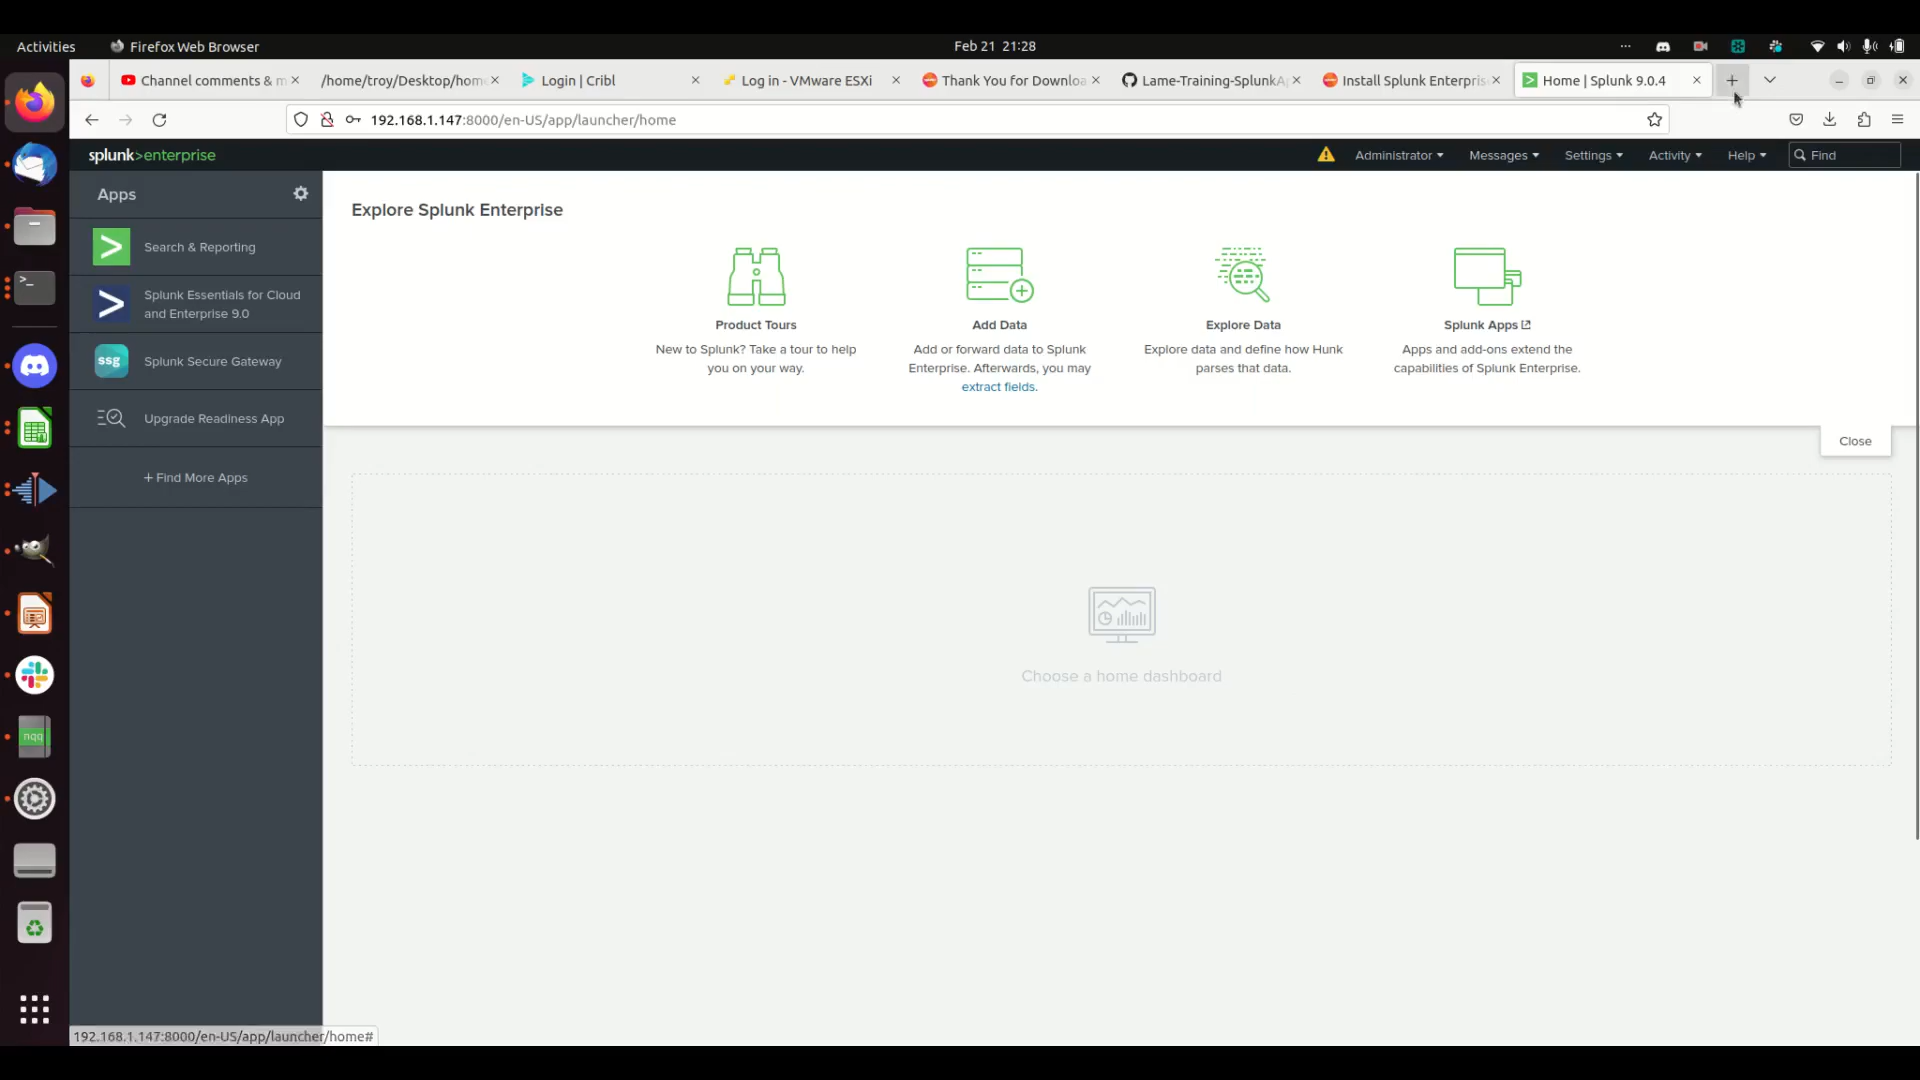 Activities
Firefox Web Browser
Feb 21 21:28
Channel comments & m
/home/troy/Desktop/hom
Login | Cribl
Log in - VMware ESXi
Thank You for Downloa
Lame-Training-SplunkA
Install Splunk Enterpris
Home | Splunk 9.0.4
192.168.1.147:8000/en-US/app/launcher/home
splunk>enterprise
Administrator
Messages
Settings
Activity
Help
Find
Apps
Search & Reporting
Splunk Essentials for Cloud
and Enterprise 9.0
ssg
Splunk Secure Gateway
Upgrade Readiness App
+ Find More Apps
Explore Splunk Enterprise
Product Tours
New to Splunk? Take a tour to help
you on your way.
Add Data
Add or forward data to Splunk
Enterprise. Afterwards, you may
extract fields.
Explore Data
Explore data and define how Hunk
parses that data.
Splunk Apps
Apps and add-ons extend the
capabilities of Splunk Enterprise.
Close
Choose a home dashboard
nqq
192.168.1.147:8000/en-US/app/launcher/home#